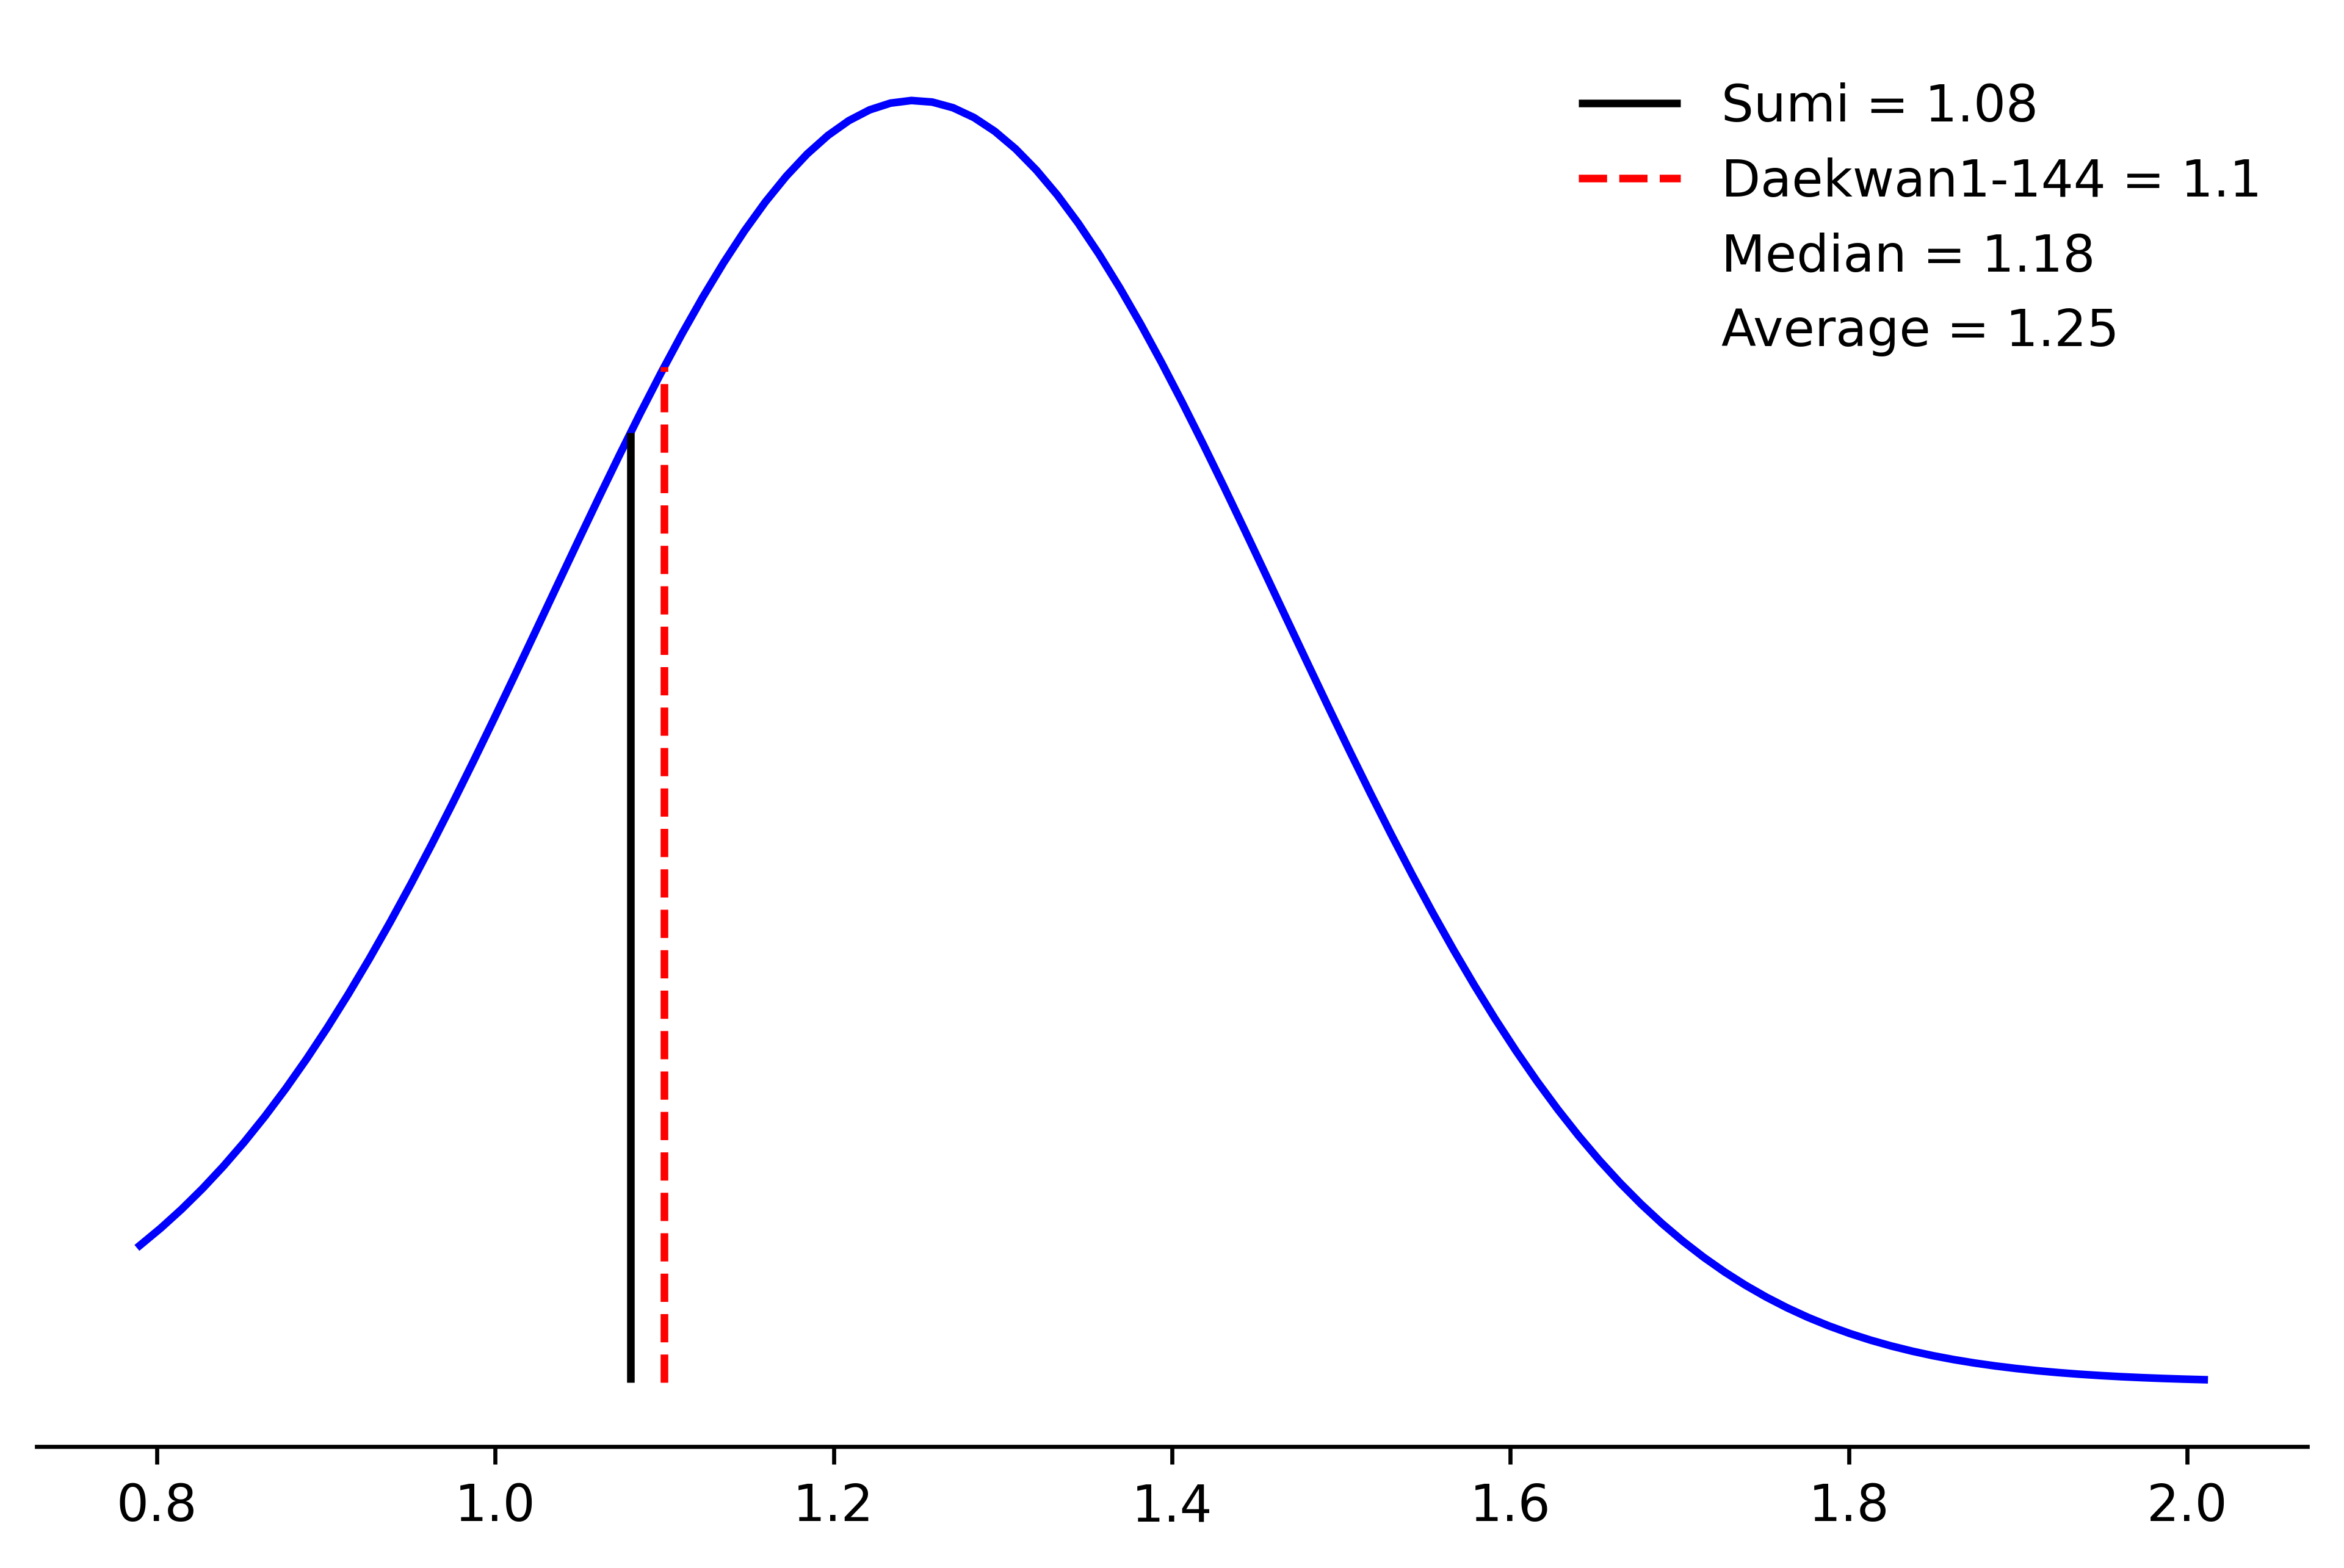 Sumi = 1.08
Daekwan1-144 = 1.1
Median = 1.18
Average = 1.25
0.8 1.0 1.2 1.4 1.6 1.8 2.0